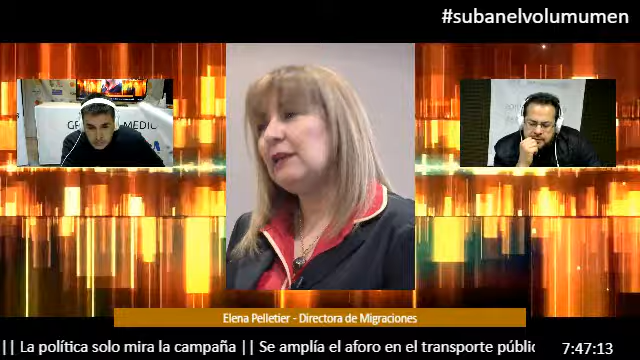 #subanelvolumumen
Elena Pelletier - Directora de Migraciones
|| La política solo mira la campaña || Se amplía el aforo en el transporte públic
7:47:13